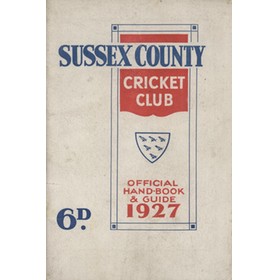 SUSSEX COUNTY
CRICKET
CLUB
OFFICIAL
HAND-BOOK
& GUIDE
1927
6D.